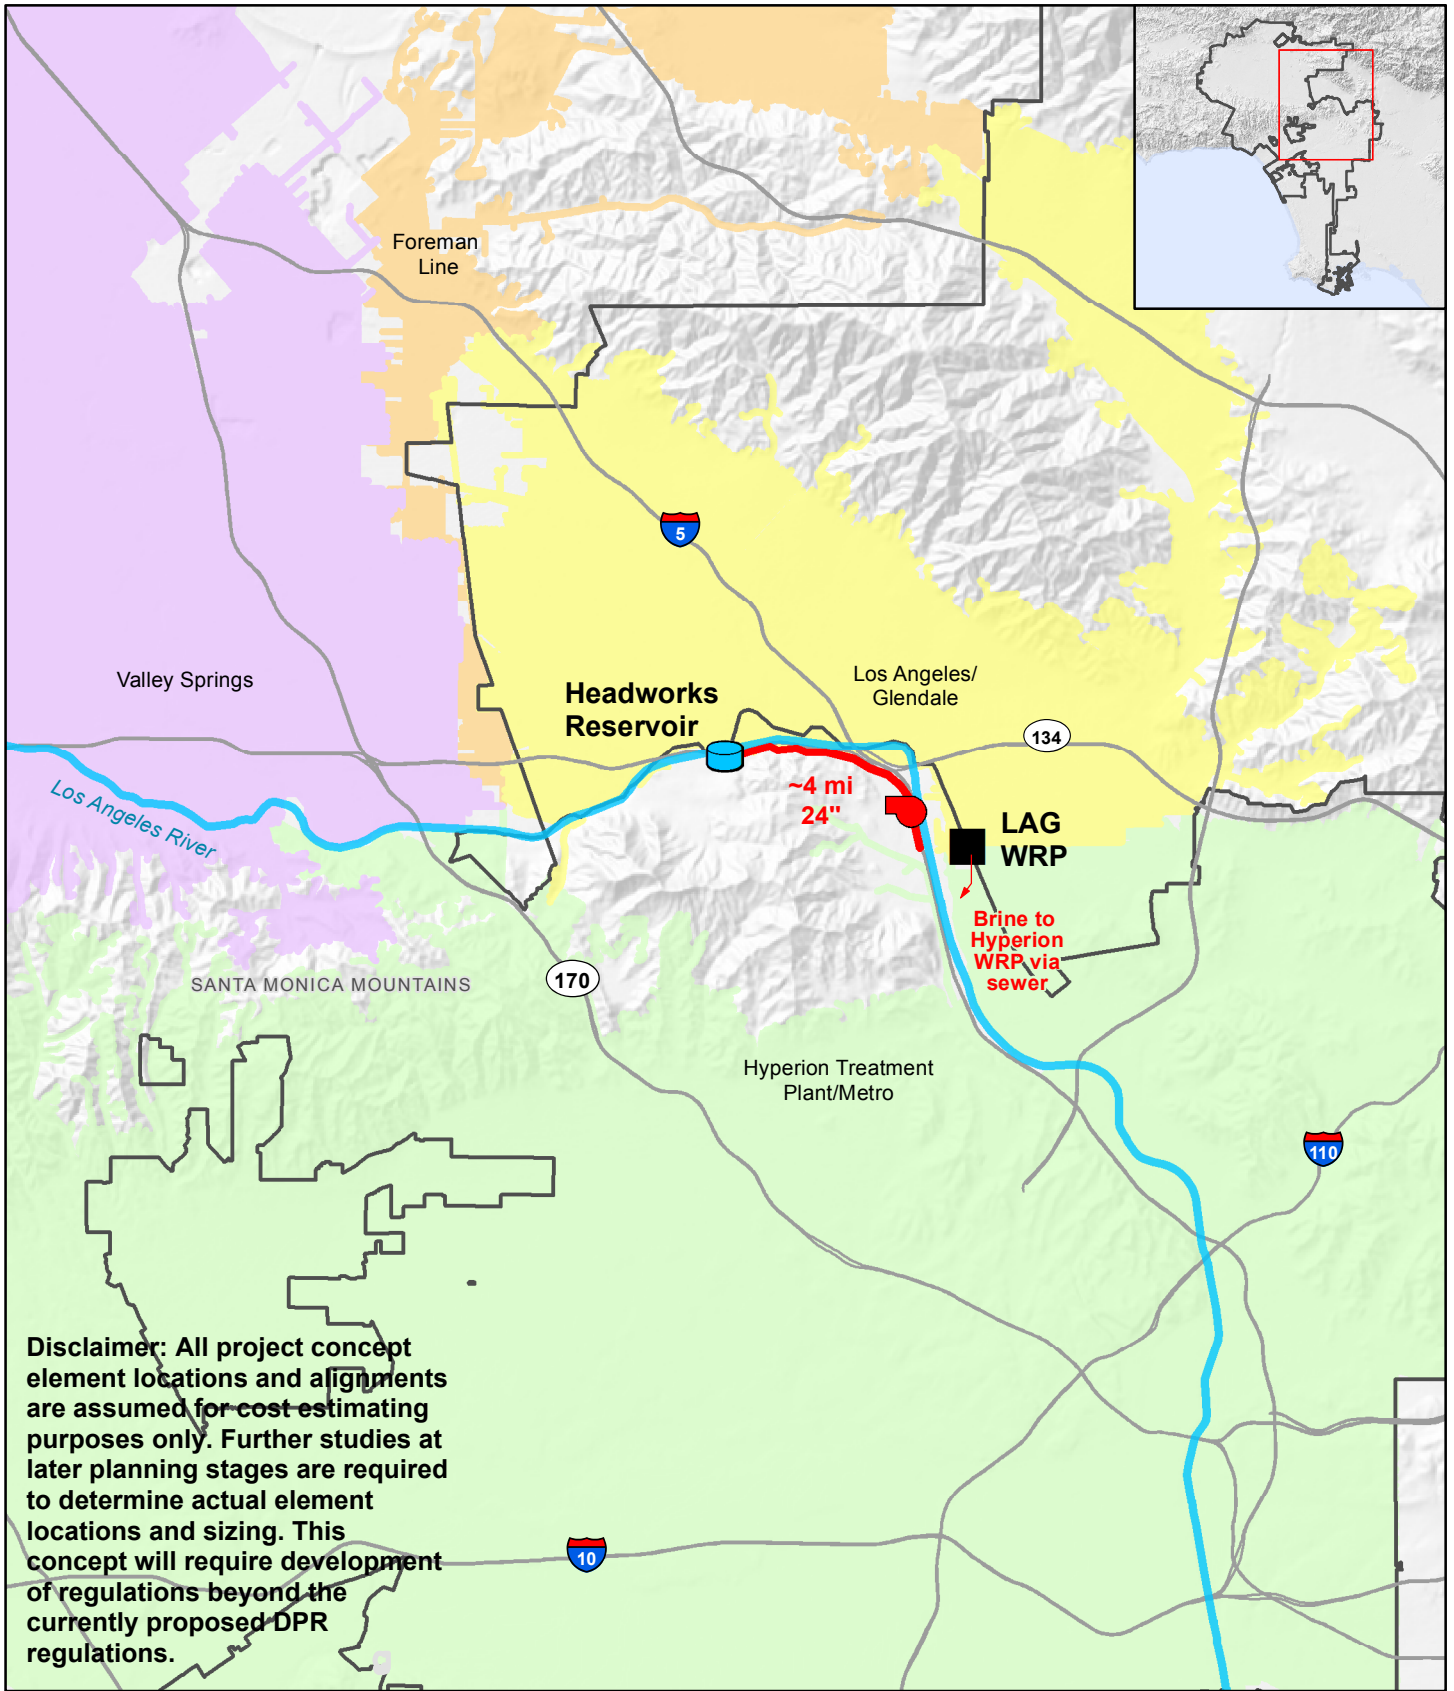 Foreman
Line
5
Valley Springs
Los Angeles/
Glendale
Headworks
Reservoir
134
~4 mi
24"
Los Angeles River
LAG
WRP
Brine to
Hyperion
WRP via
sewer
SANTA MONICA MOUNTAINS
170
Hyperion Treatment
Plant/Metro
110
Disclaimer: All project concept
element locations and alignments
are assumed for cost estimating
purposes only. Further studies at
later planning stages are required
to determine actual element
locations and sizing. This
concept will require development
of regulations beyond the
currently proposed DPR
regulations.
10